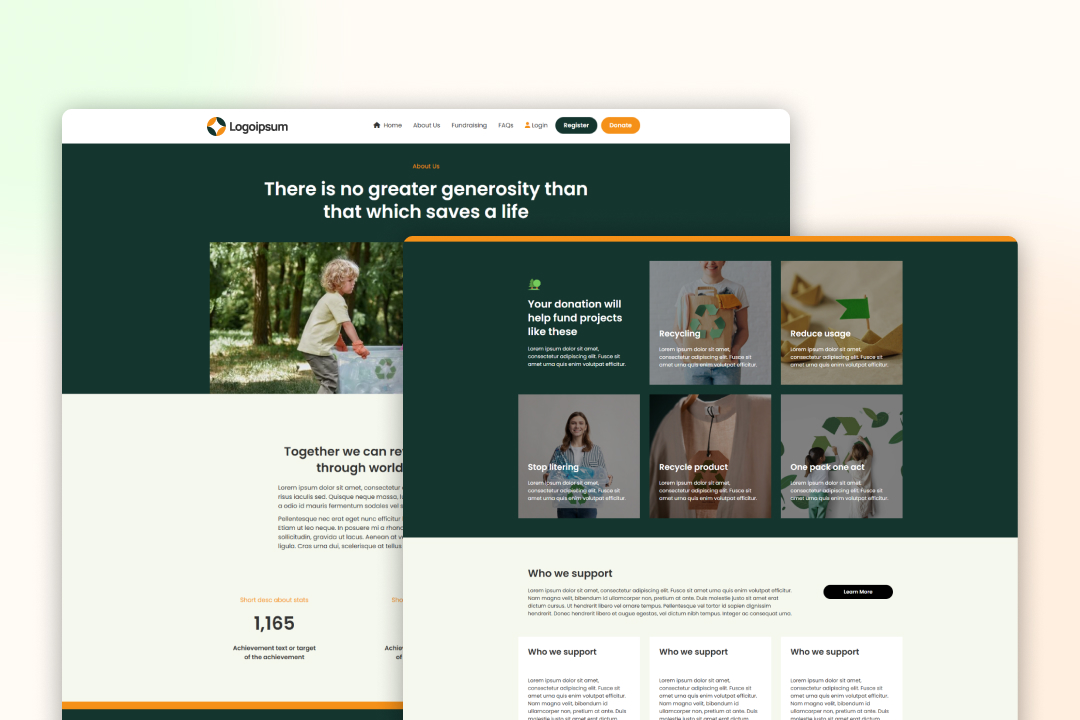 Logoipsum
Home About Us Fundraising FAQs Login Register Donate
About Us
There is no greater generosity than
that which saves a life
Together we can re
through world
Lorem ipsum dolor sit amet, consectetur
risus iaculis sed. Quisque neque massa,
a odio id mauris fermentum sodales vel
Pellentesque nec erat eget nunc efficitur
Etiam ut leo neque. In posuere mi a rhonc
sollicitudin, gravida ut lacus. Aenean at
ligula. Cras urna dui, scelerisque at tellus
Short desc about stats
1,165
Achievement text or target
of the achievement
Sho
Achiev
of
Your donation will
help fund projects
like these
Lorem ipsum dolor sit amet,
consectetur adipiscing elit. Fusce sit
amet urna quis enim volutpat efficitur.
Recycling
Lorem ipsum dolor sit amet,
consectetur adipiscing elit. Fusce sit
amet urna quis enim volutpat efficitur.
Reduce usage
Lorem ipsum dolor sit amet,
consectetur adipiscing elit. Fusce sit
amet urna quis enim volutpat efficitur.
Stop litering
Lorem ipsum dolor sit amet,
consectetur adipiscing elit. Fusce sit
amet urna quis enim volutpat efficitur.
Recycle product
Lorem ipsum dolor sit amet,
consectetur adipiscing elit. Fusce sit
amet urna quis enim volutpat efficitur.
One pack one act
Lorem ipsum dolor sit amet,
consectetur adipiscing elit. Fusce sit
amet urna quis enim volutpat efficitur.
Who we support
Lorem ipsum dolor sit amet, consectetur adipiscing elit. Fusce sit amet urna quis enim volutpat efficitur.
Nam magna velit, bibendum id ullamcorper non, pretium at ante. Duis molestie justo sit amet erat
dictum cursus. Ut hendrerit libero vel ornare tempus. Pellentesque vel tortor id sapien dignissim
hendrerit. Donec hendrerit libero et augue egestas, vel dictum nibh tempus. Integer ac consequat urna.
Learn More
Who we support
Lorem ipsum dolor sit amet,
consectetur adipiscing elit. Fusce sit
amet urna quis enim volutpat efficitur.
Nam magna velit, bibendum id
ullamcorper non, pretium at ante. Duis
molestie justo sit amet erat dictum
Who we support
Lorem ipsum dolor sit amet,
consectetur adipiscing elit. Fusce sit
amet urna quis enim volutpat efficitur.
Nam magna velit, bibendum id
ullamcorper non, pretium at ante. Duis
molestie justo sit amet erat dictum
Who we support
Lorem ipsum dolor sit amet,
consectetur adipiscing elit. Fusce sit
amet urna quis enim volutpat efficitur.
Nam magna velit, bibendum id
ullamcorper non, pretium at ante. Duis
molestie justo sit amet erat dictum